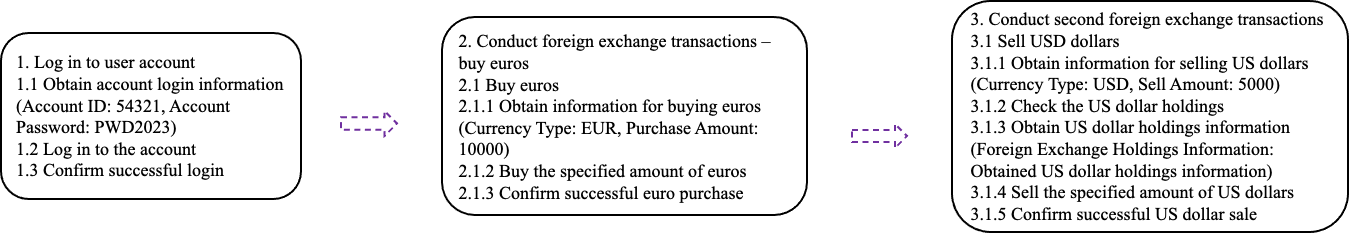 1. Log in to user account
1.1 Obtain account login information
(Account ID: 54321, Account
Password: PWD2023)
1.2 Log in to the account
1.3 Confirm successful login
2. Conduct foreign exchange transactions –
buy euros
2.1 Buy euros
2.1.1 Obtain information for buying euros
(Currency Type: EUR, Purchase Amount:
10000)
2.1.2 Buy the specified amount of euros
2.1.3 Confirm successful euro purchase
3. Conduct second foreign exchange transactions
3.1 Sell USD dollars
3.1.1 Obtain information for selling US dollars
(Currency Type: USD, Sell Amount: 5000)
3.1.2 Check the US dollar holdings
3.1.3 Obtain US dollar holdings information
(Foreign Exchange Holdings Information:
Obtained US dollar holdings information)
3.1.4 Sell the specified amount of US dollars
3.1.5 Confirm successful US dollar sale